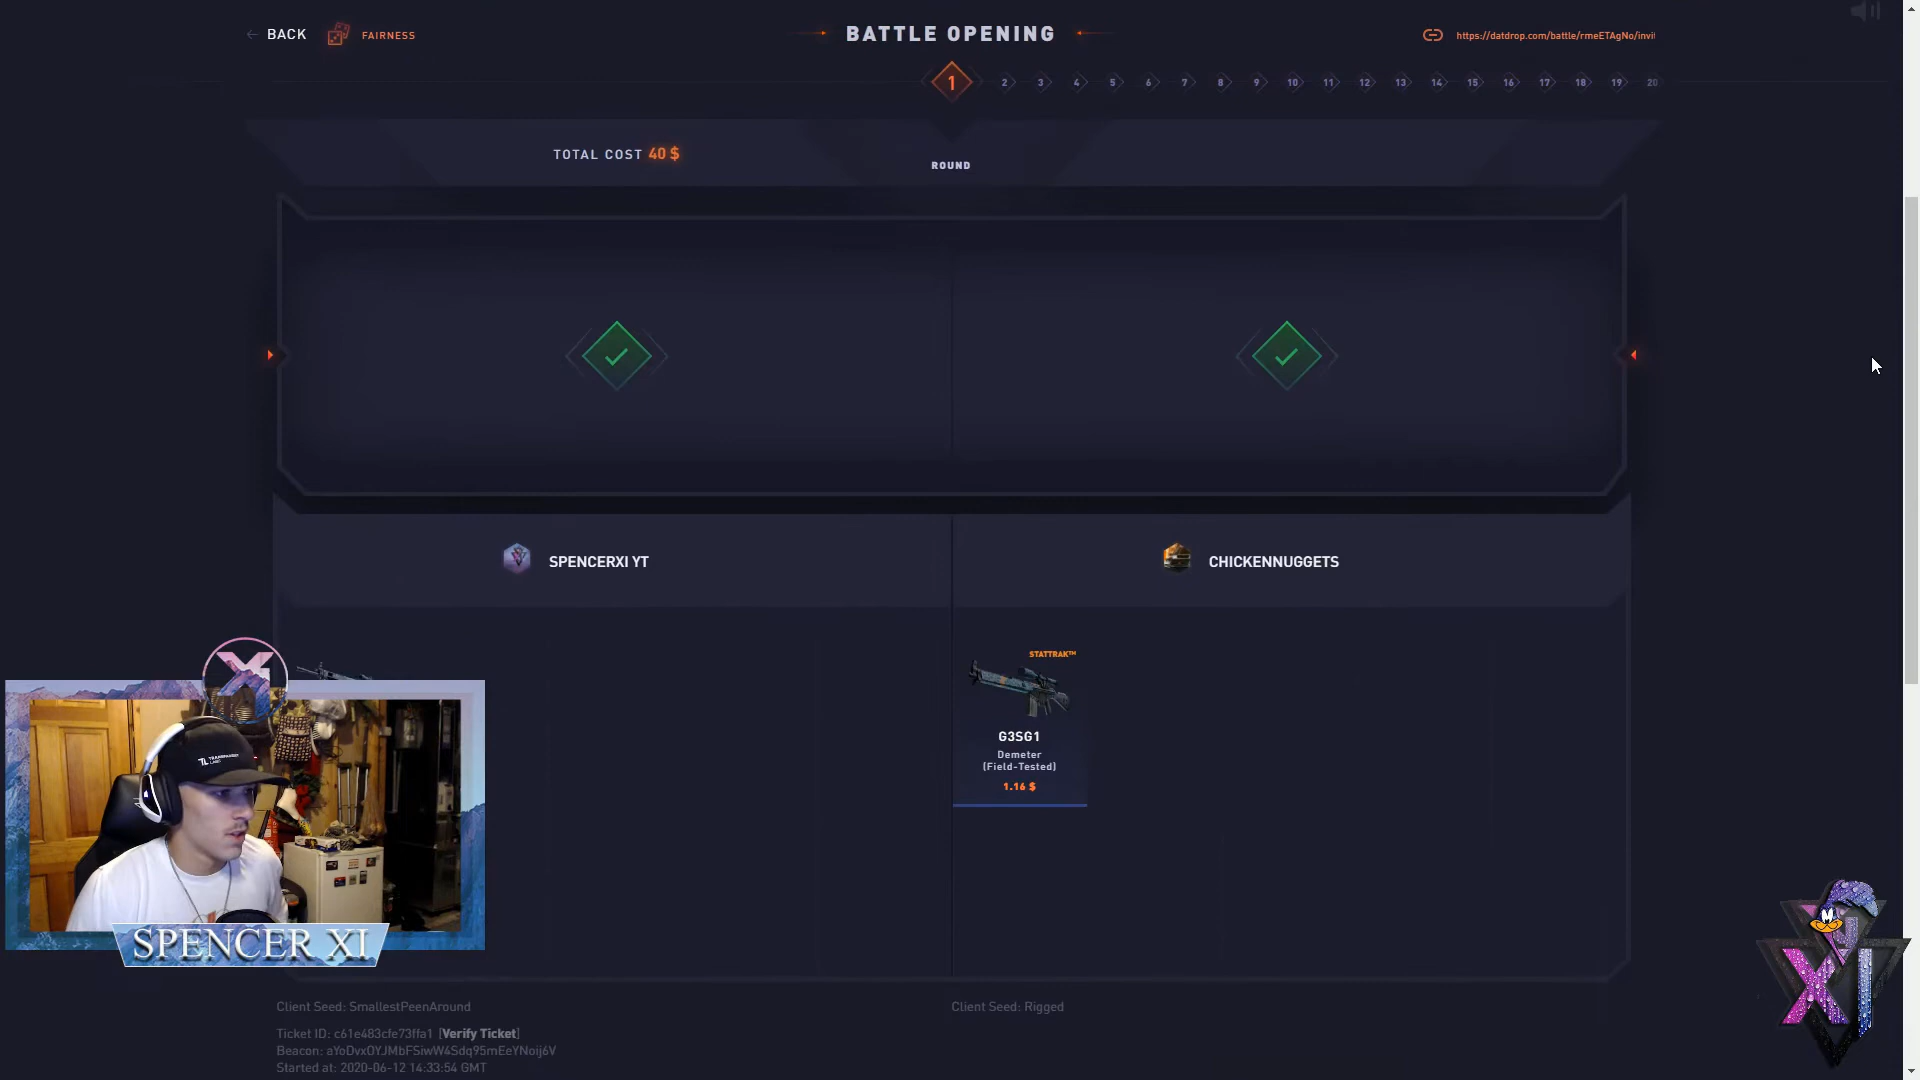 BACK
FAIRNESS
BATTLE OPENING
https://datdrop.com/battle/rmeETAgNo/invi
1 2 3 4 5 6 7 8 9 10 11 12 13 14 15 16 17 18 19 20
TOTAL COST 40 $
ROUND
SPENCERXI YT
CHICKENNUGGETS
STATTRAK™
G3SG1
Demeter
(Field-Tested)
1.16 $
XI
SPENCER XI
XI
Client Seed: SmallestPeenAround
Client Seed: Rigged
Ticket ID: c61e483cfe73ffa1 [Verify Ticket]
Beacon: aYoDvxOYJMbFSiwW4Sdq95mEeYNoij6V
Started at: 2020-06-12 14:33:54 GMT